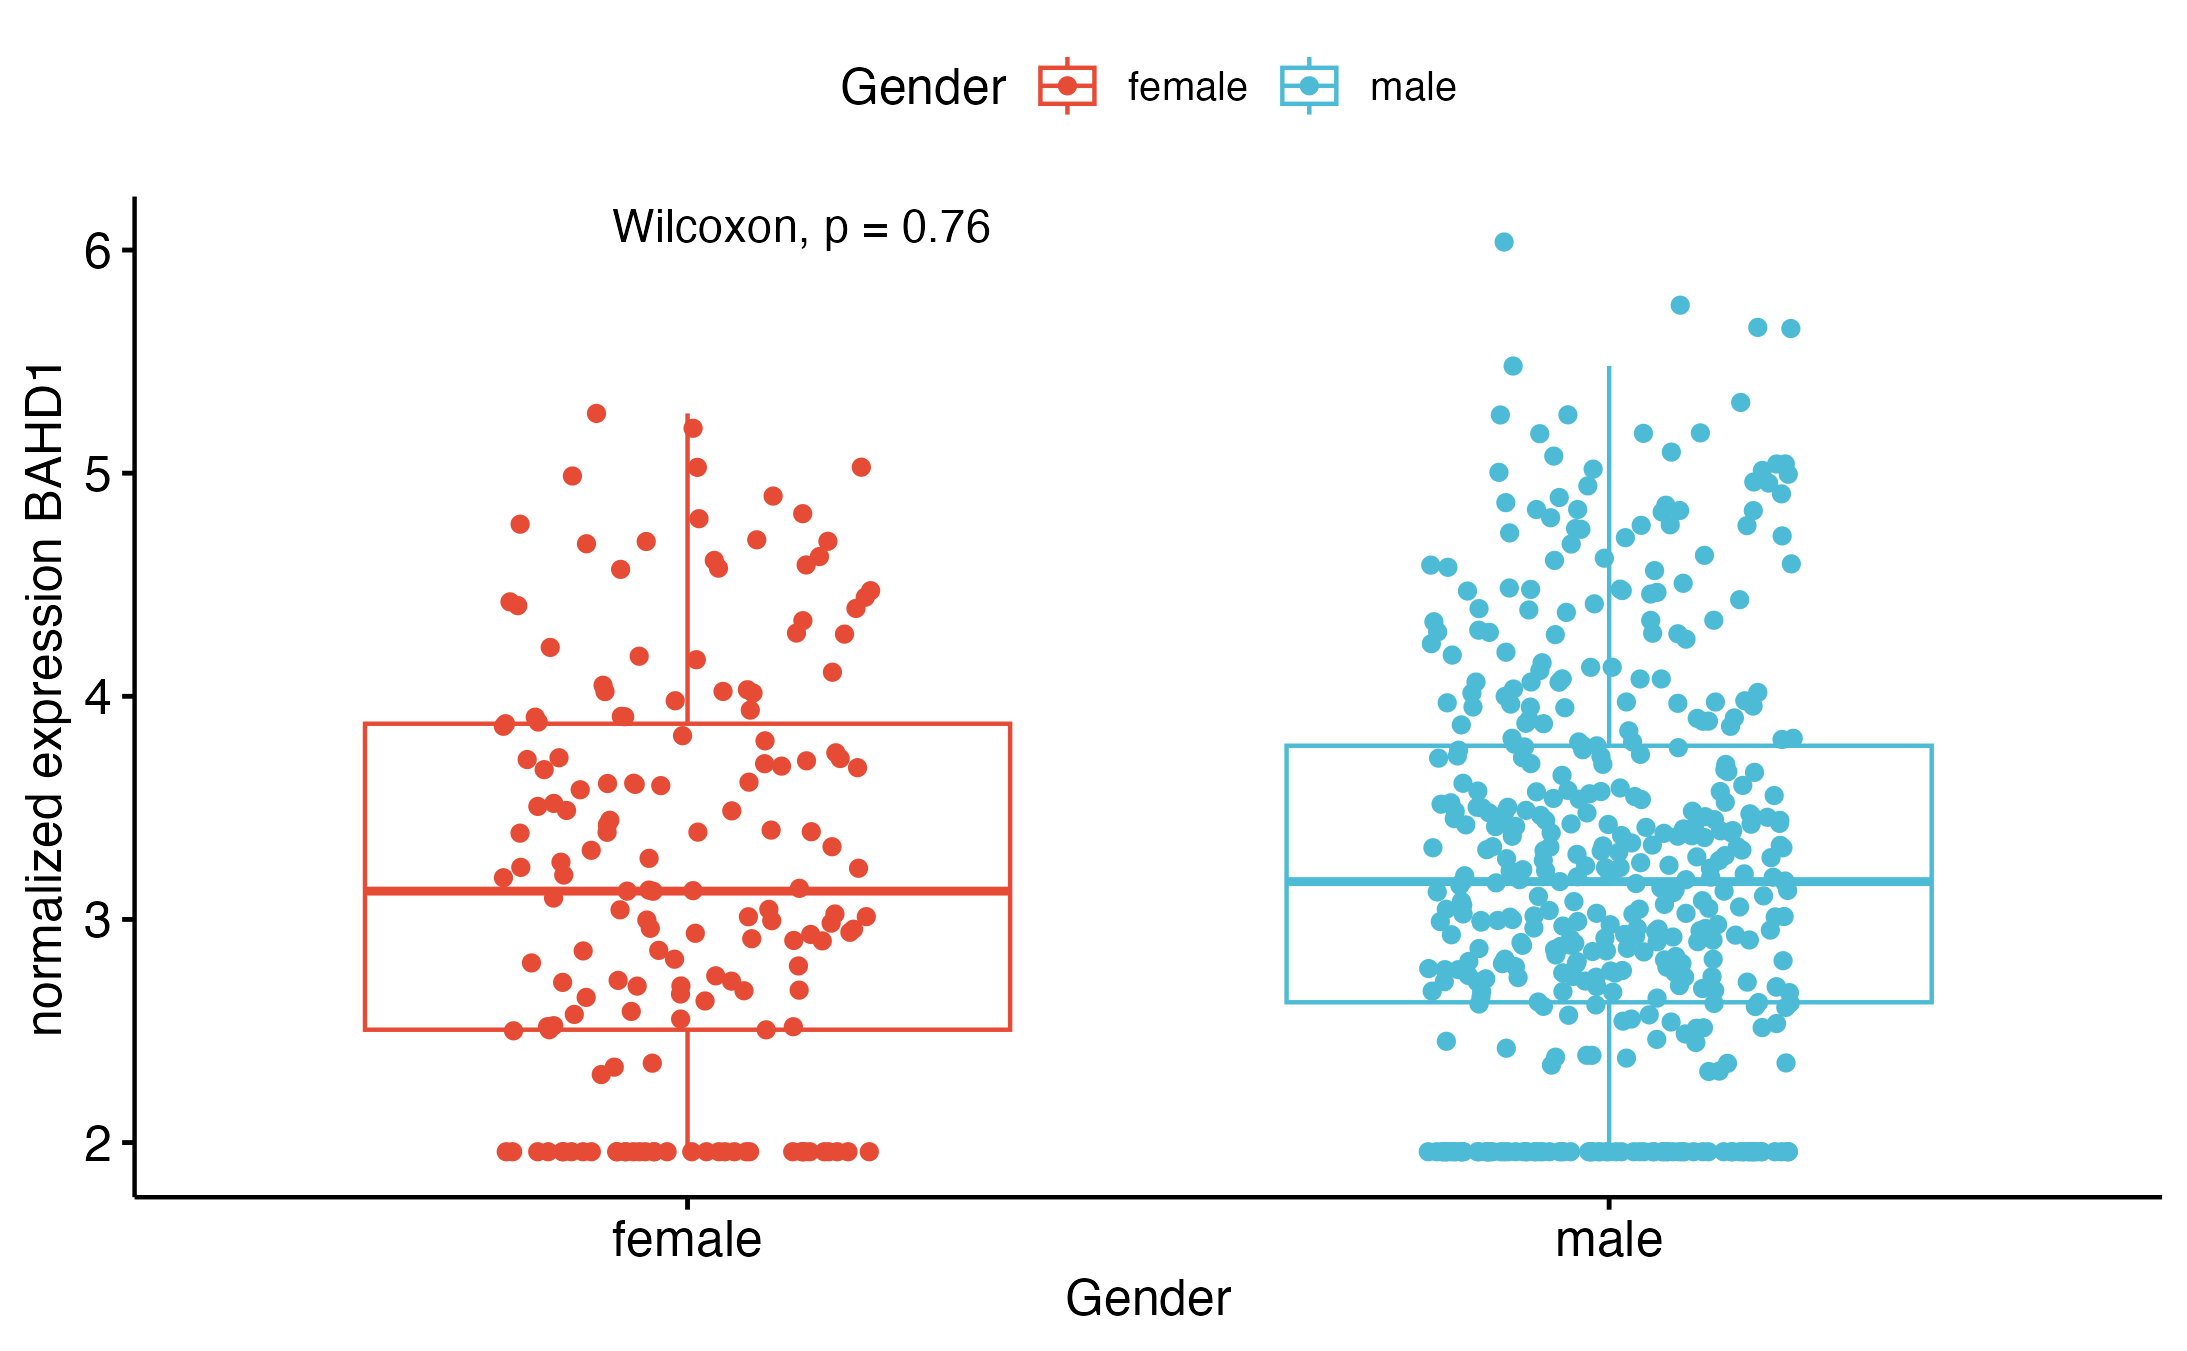 Gender female male
Wilcoxon, p = 0.76
normalized expression BAHD1
6
5
4
3
2
female male
Gender